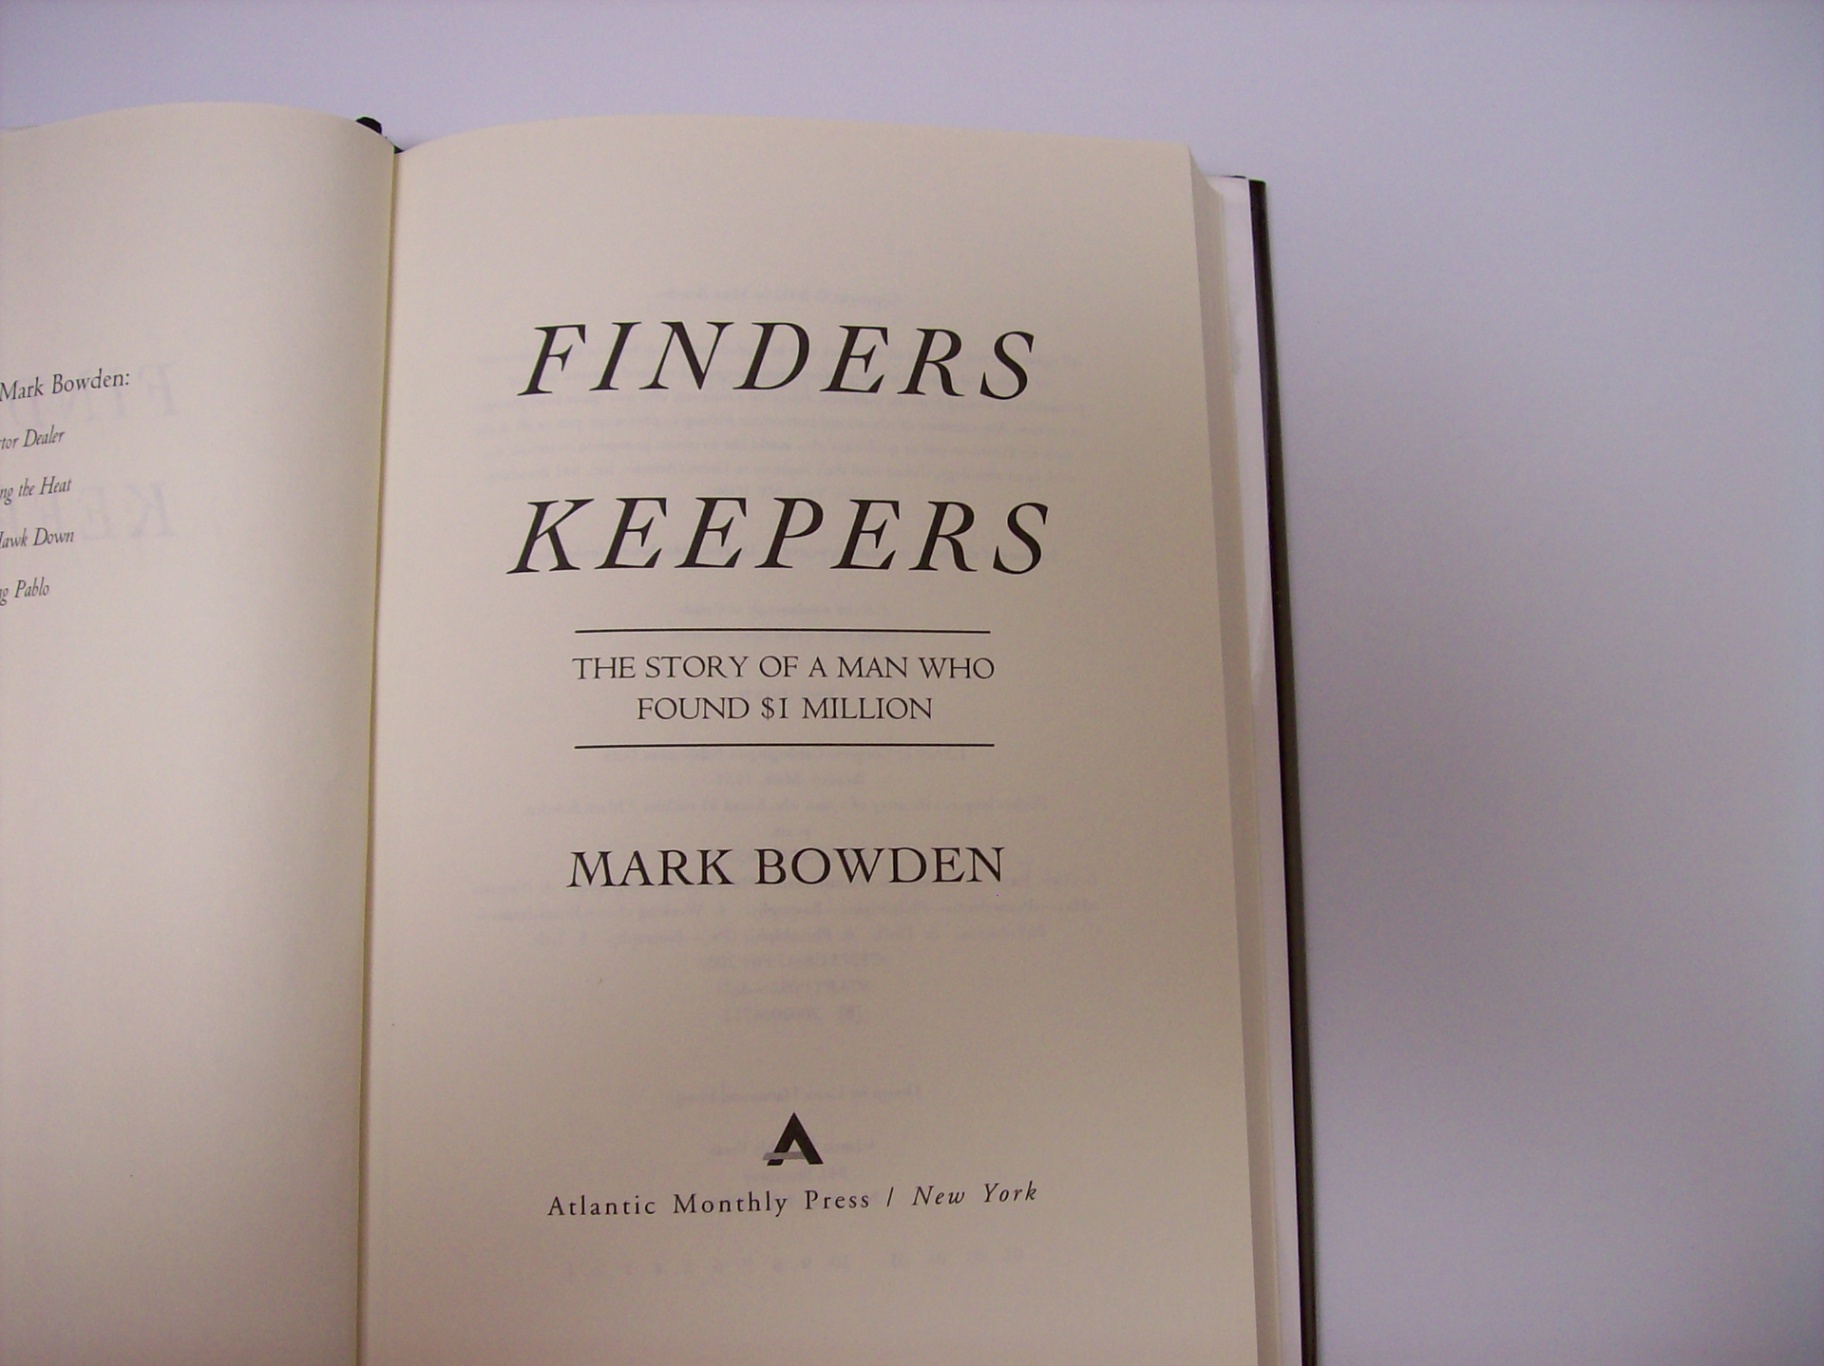 Mark Bowden:
Dealer
the Heat
Down
Pablo
FINDERS
KEEPERS
THE STORY OF A MAN WHO
FOUND $1 MILLION
MARK BOWDEN
Atlantic Monthly Press / New York